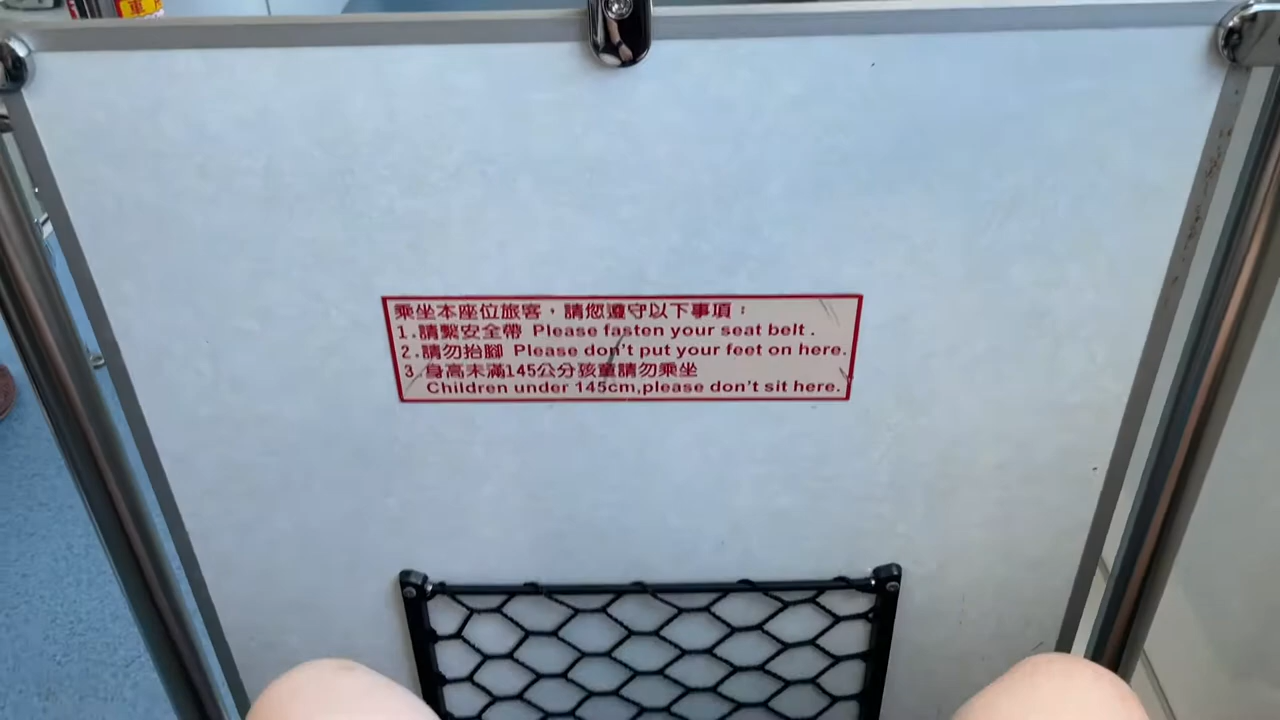 車
乘坐本座位旅客，請您遵守以下事項：
1.請繫安全帶 Please fasten your seat belt .
2.請勿抬腳 Please don't put your feet on here.
3.身高未滿145公分孩童請勿乘坐
Children under 145cm,please don't sit here.